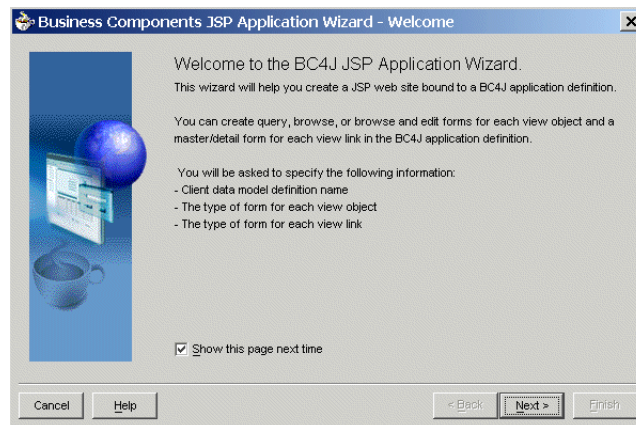 Business Components JSP Application Wizard - Welcome
Welcome to the BC4J JSP Application Wizard.
This wizard will help you create a JSP web site bound to a BC4J application definition.
You can create query, browse, or browse and edit forms for each view object and a
master/detail form for each view link in the BC4J application definition.
You will be asked to specify the following information:
- Client data model definition name
- The type of form for each view object
- The type of form for each view link
Show this page next time
Cancel Help < Back Next > Finish